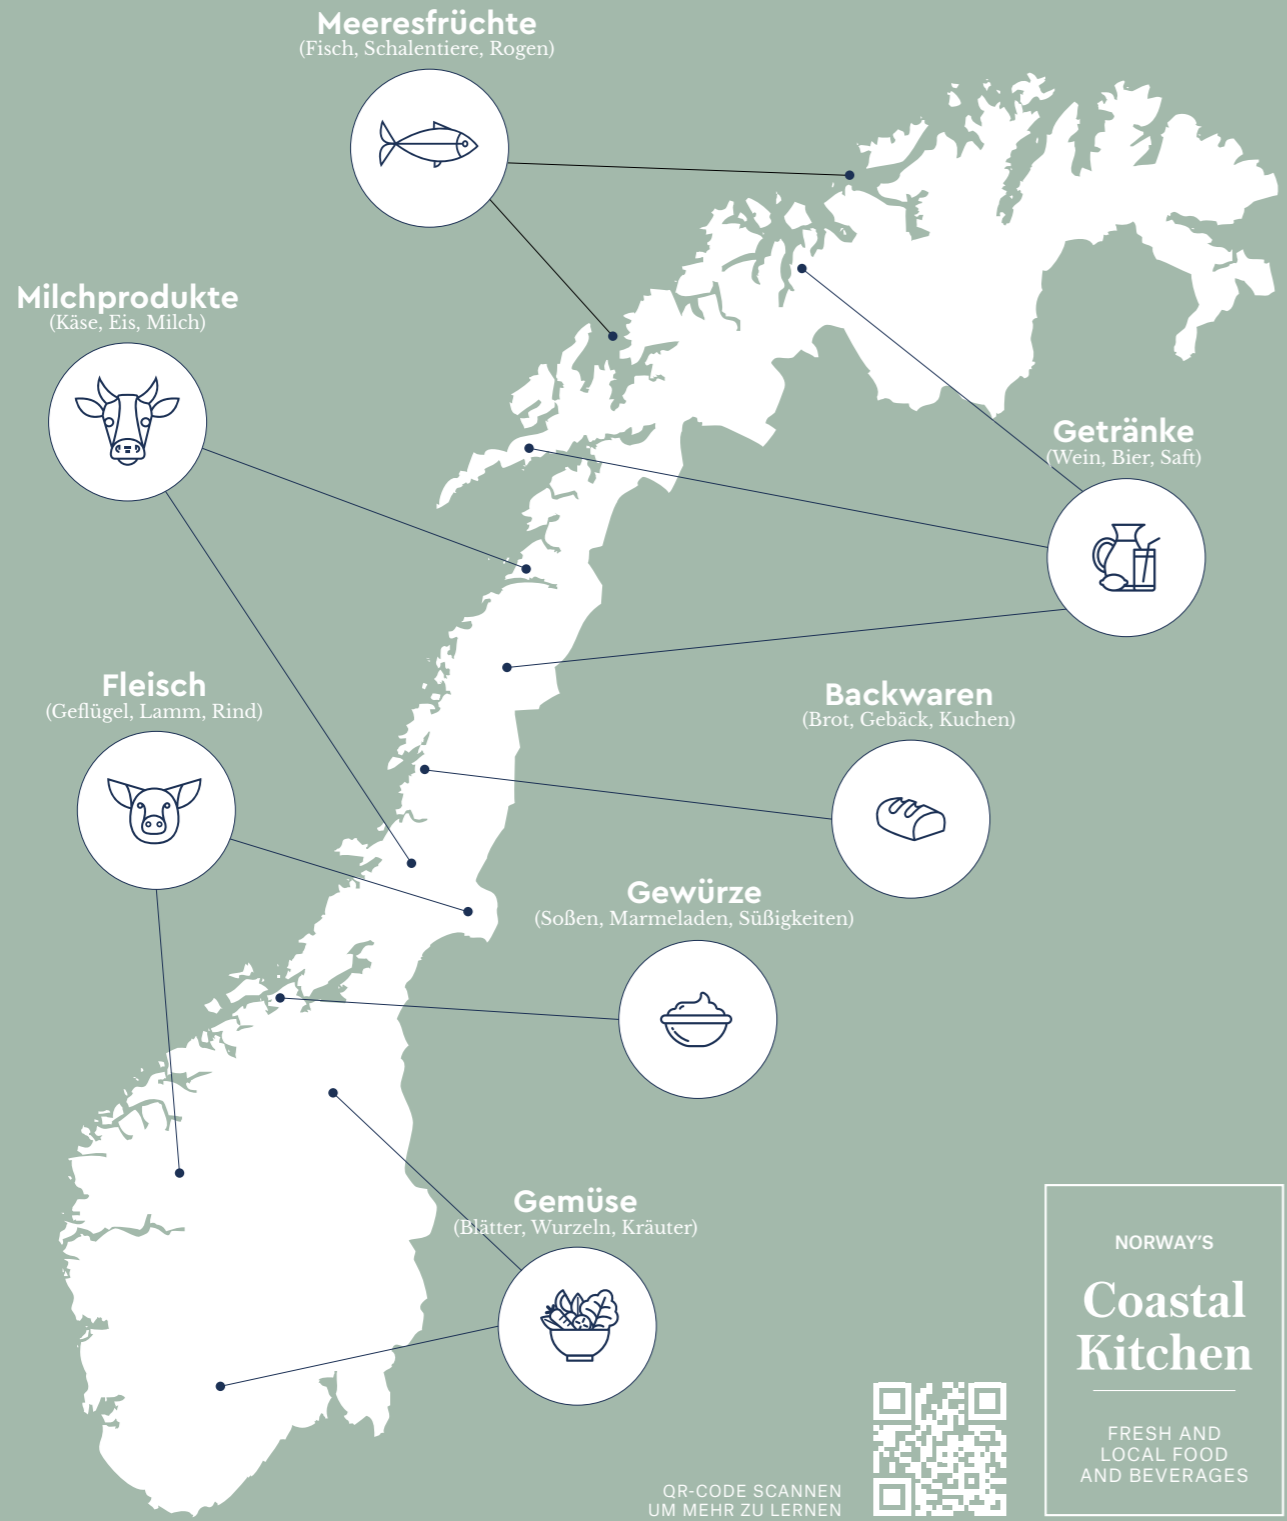 Meeresfrüchte
(Fisch, Schalentiere, Rogen)
Milchprodukte
(Käse, Eis, Milch)
Getränke
(Wein, Bier, Saft)
Fleisch
(Geflügel, Lamm, Rind)
Backwaren
(Brot, Gebäck, Kuchen)
Gewürze
(Soßen, Marmeladen, Süßigkeiten)
Gemüse
(Blätter, Wurzeln, Kräuter)
NORWAY'S
Coastal
Kitchen
FRESH AND
LOCAL FOOD
AND BEVERAGES
QR-CODE SCANNEN
UM MEHR ZU LERNEN